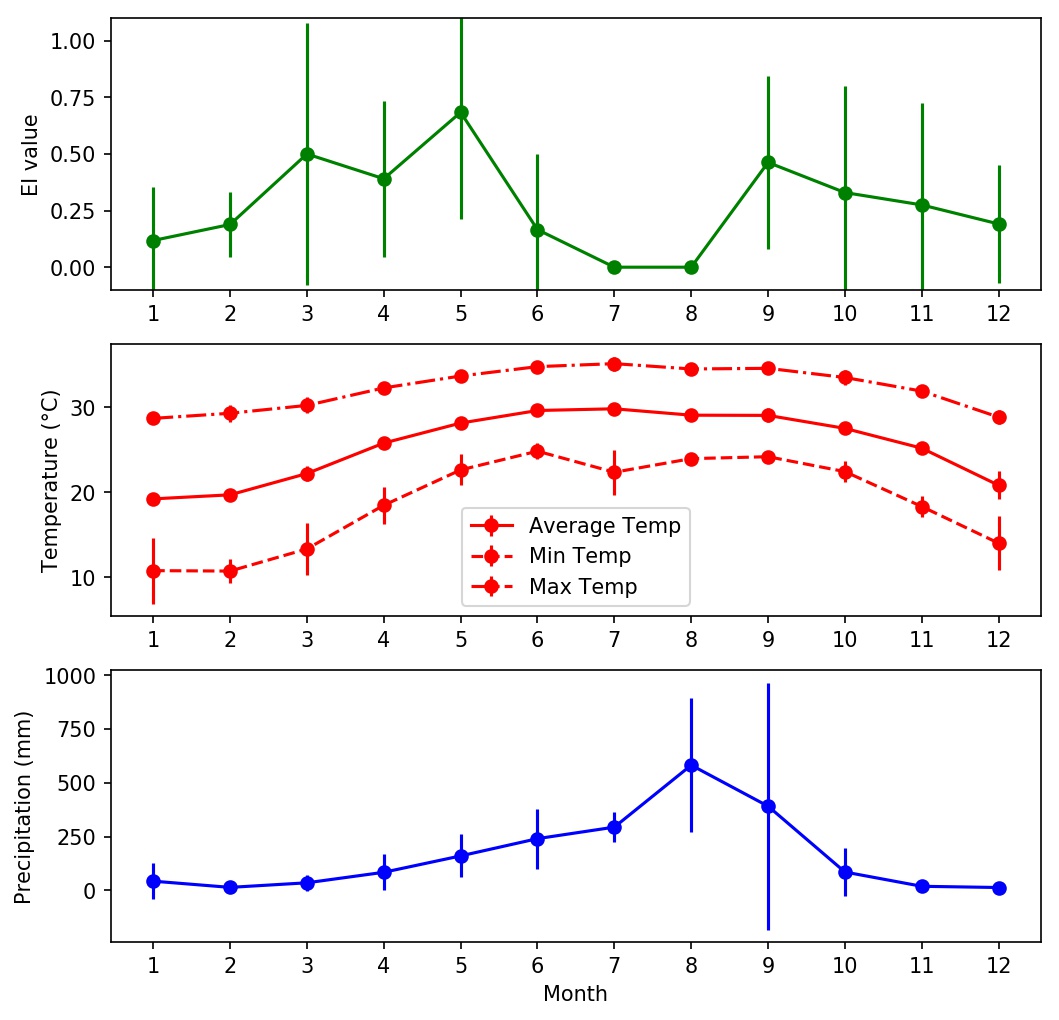 1.00
0.75
0.50
0.25
0.00
EI value
1 2 3 4 5 6 7 8 9 10 11 12
30
20
10
Temperature (°C)
Average Temp
Min Temp
Max Temp
1 2 3 4 5 6 7 8 9 10 11 12
1000
750
500
250
0
Precipitation (mm)
1 2 3 4 5 6 7 8 9 10 11 12
Month